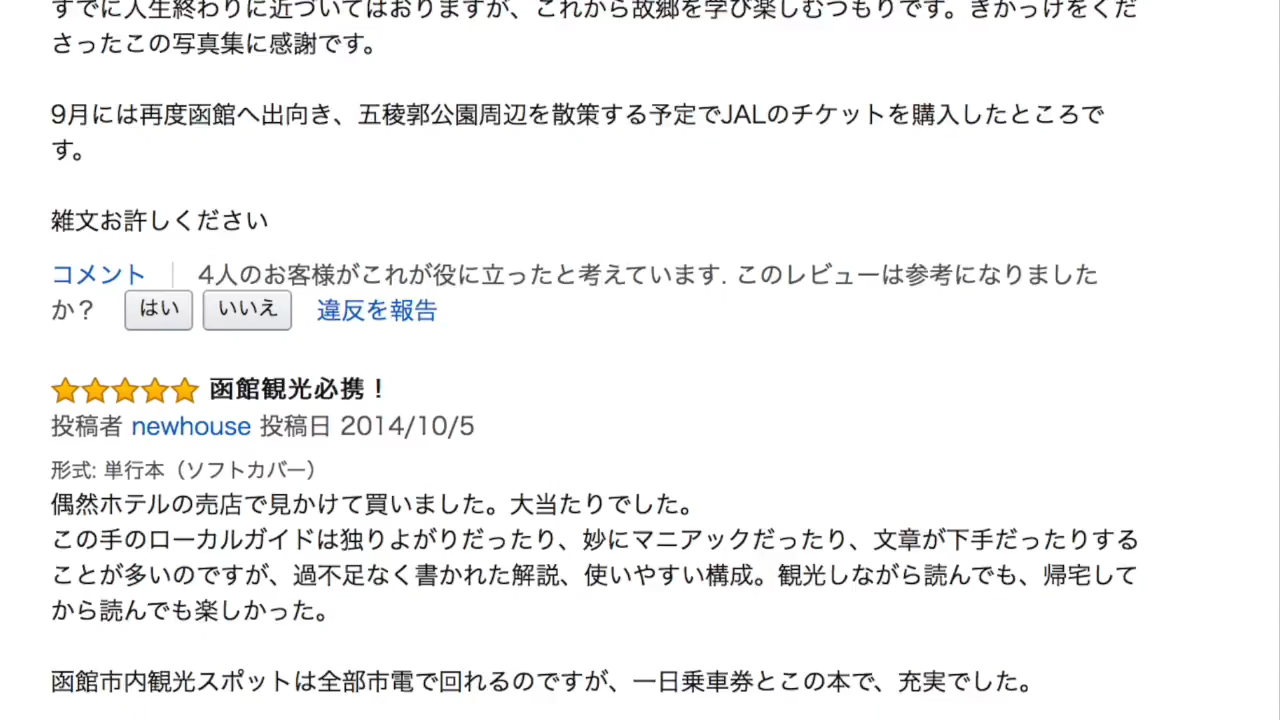 すでに人生終わりに近づいてはおりますが、これから故郷を学び楽しむつもりです。きかっけをくだ
さったこの写真集に感謝です。
9月には再度函館へ出向き、五稜郭公園周辺を散策する予定でJALのチケットを購入したところで
す。
雑文お許しください
コメント | 4人のお客様がこれが役に立ったと考えています. このレビューは参考になりました
か? はい いいえ 違反を報告
函館観光必携！
投稿者 newhouse 投稿日 2014/10/5
形式: 単行本（ソフトカバー）
偶然ホテルの売店で見かけて買いました。大当たりでした。
この手のローカルガイドは独りよがりだったり、妙にマニアックだったり、文章が下手だったりする
ことが多いのですが、過不足なく書かれた解説、使いやすい構成。観光しながら読んでも、帰宅して
から読んでも楽しかった。
函館市内観光スポットは全部市電で回れるのですが、一日乗車券とこの本で、充実でした。